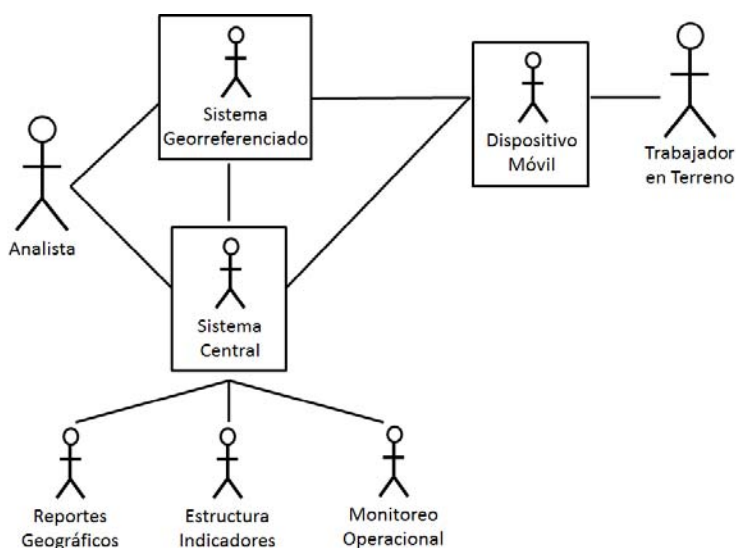 Sistema
Georreferenciado
Dispositivo
Móvil
Trabajador
en Terreno
Analista
Sistema
Central
Reportes
Geográficos
Estructura
Indicadores
Monitoreo
Operacional